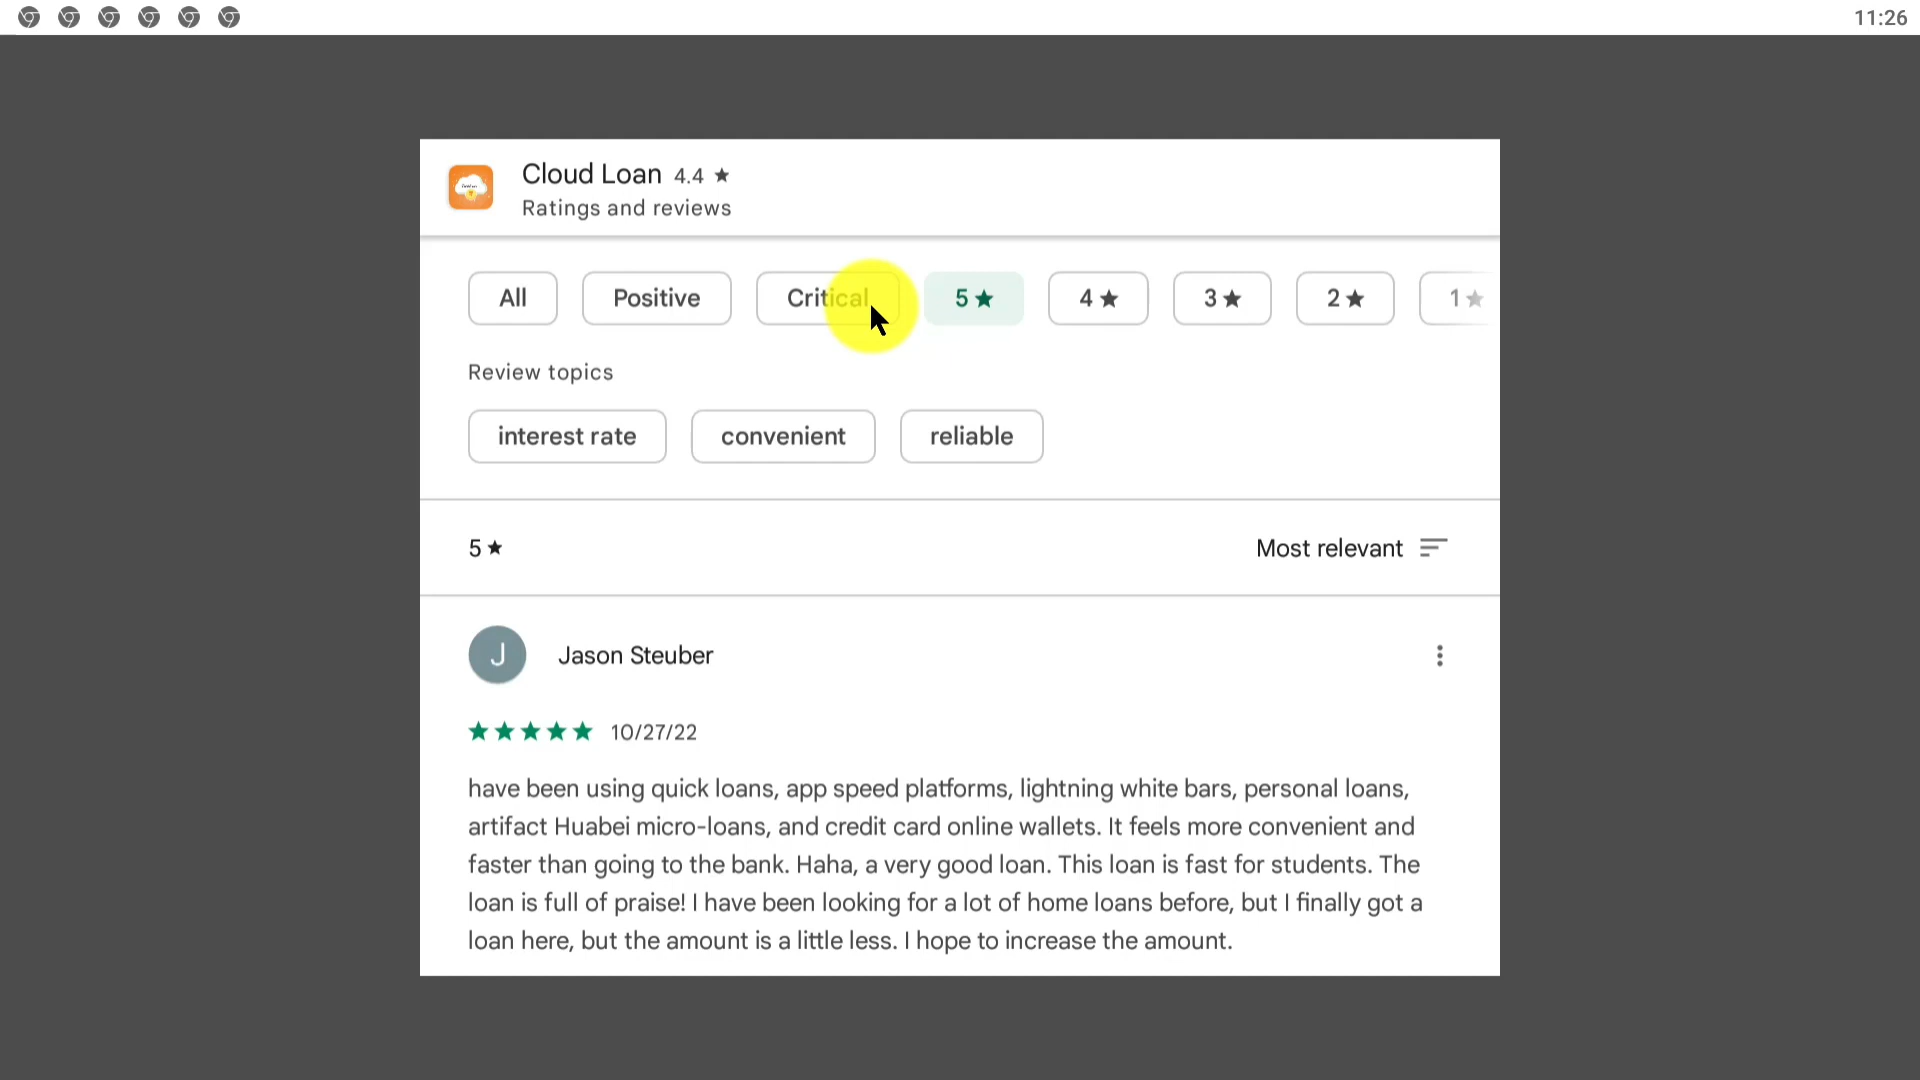 11:26
Cloud Loan 4.4 ★
Ratings and reviews
All Positive Critical 5 ★ 4 ★ 3 ★ 2 ★ 1 ★
Review topics
interest rate convenient reliable
5 ★ Most relevant
J Jason Steuber
★★★★★ 10/27/22
have been using quick loans, app speed platforms, lightning white bars, personal loans,
artifact Huabei micro-loans, and credit card online wallets. It feels more convenient and
faster than going to the bank. Haha, a very good loan. This loan is fast for students. The
loan is full of praise! I have been looking for a lot of home loans before, but I finally got a
loan here, but the amount is a little less. I hope to increase the amount.